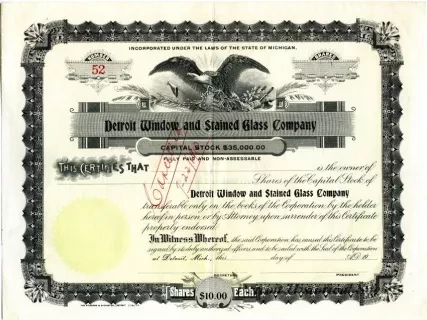 INCORPORATED UNDER THE LAWS OF THE STATE OF MICHIGAN.
NUMBER
SHARES
52
Detroit Window and Stained Glass Company
CAPITAL STOCK $35,000.00
FULLY PAID AND NON-ASSESSABLE
THIS CERTIFIES THAT
is the owner of
Shares of the Capital Stock of
Detroit Window and Stained Glass Company
transferable only on the books of the Corporation by the holder
hereof in person or by Attorney upon surrender of this Certificate
properly endorsed
In Witness Whereof, the said Corporation has caused this Certificate to be
signed by its duly authorized officers and to be sealed with the Seal of the Corporation
at Detroit, Mich., this day of A.D. 19
SECRETARY
PRESIDENT
Shares $10.00 Each.